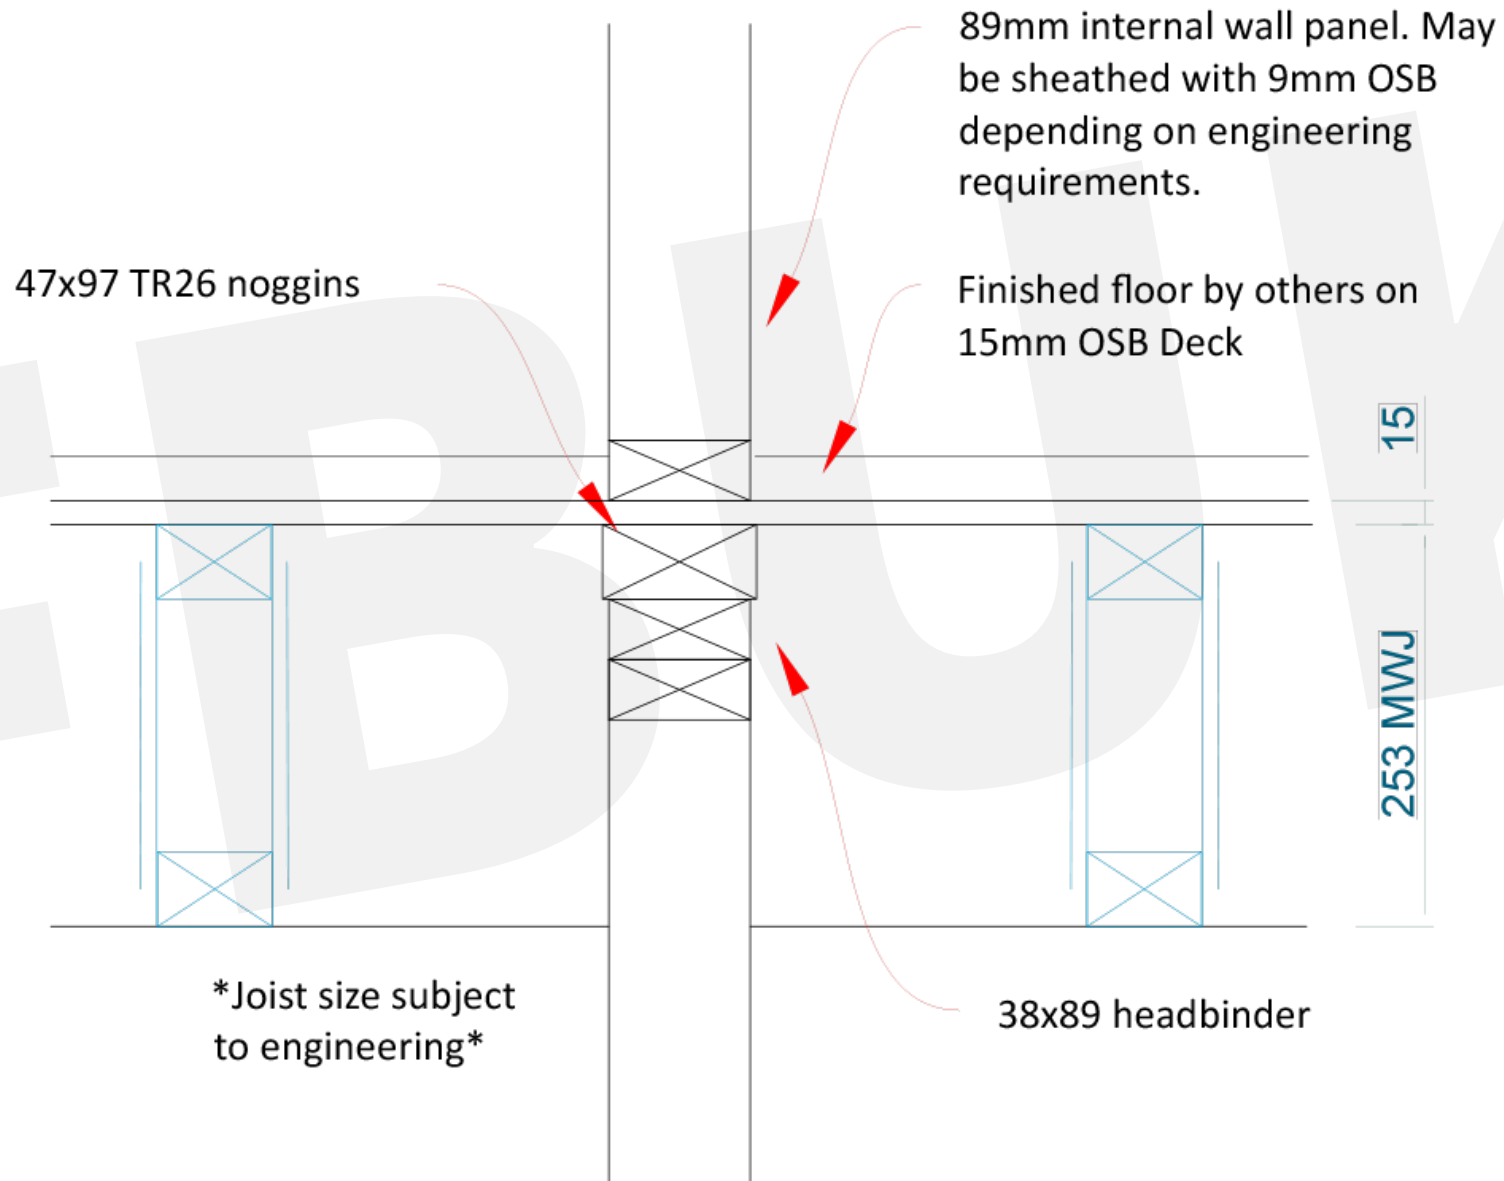 89mm internal wall panel. May
be sheathed with 9mm OSB
depending on engineering
requirements.
47x97 TR26 noggins
Finished floor by others on
15mm OSB Deck
15
253 MWJ
*Joist size subject
to engineering*
38x89 headbinder